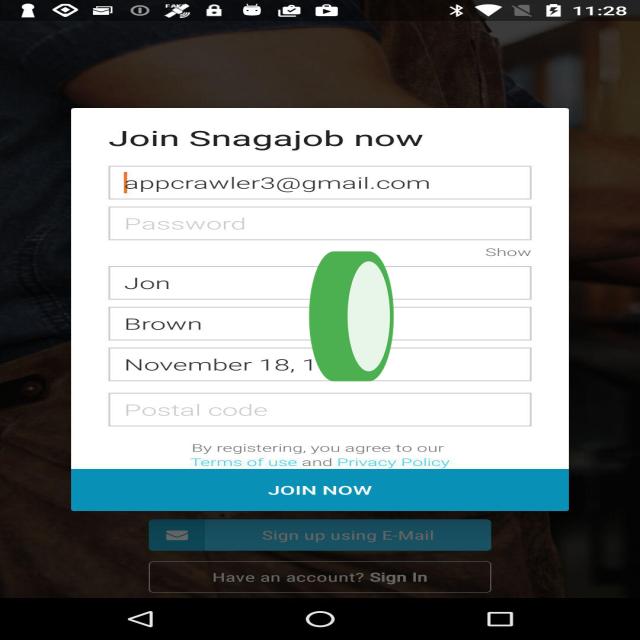 11:28
Join Snagajob now
appcrawler3@gmail.com
Password
Show
Jon
Brown
November 18, 1
Postal code
By registering, you agree to our
Terms of use and Privacy Policy
JOIN NOW
Sign up using E-Mail
Have an account? Sign In